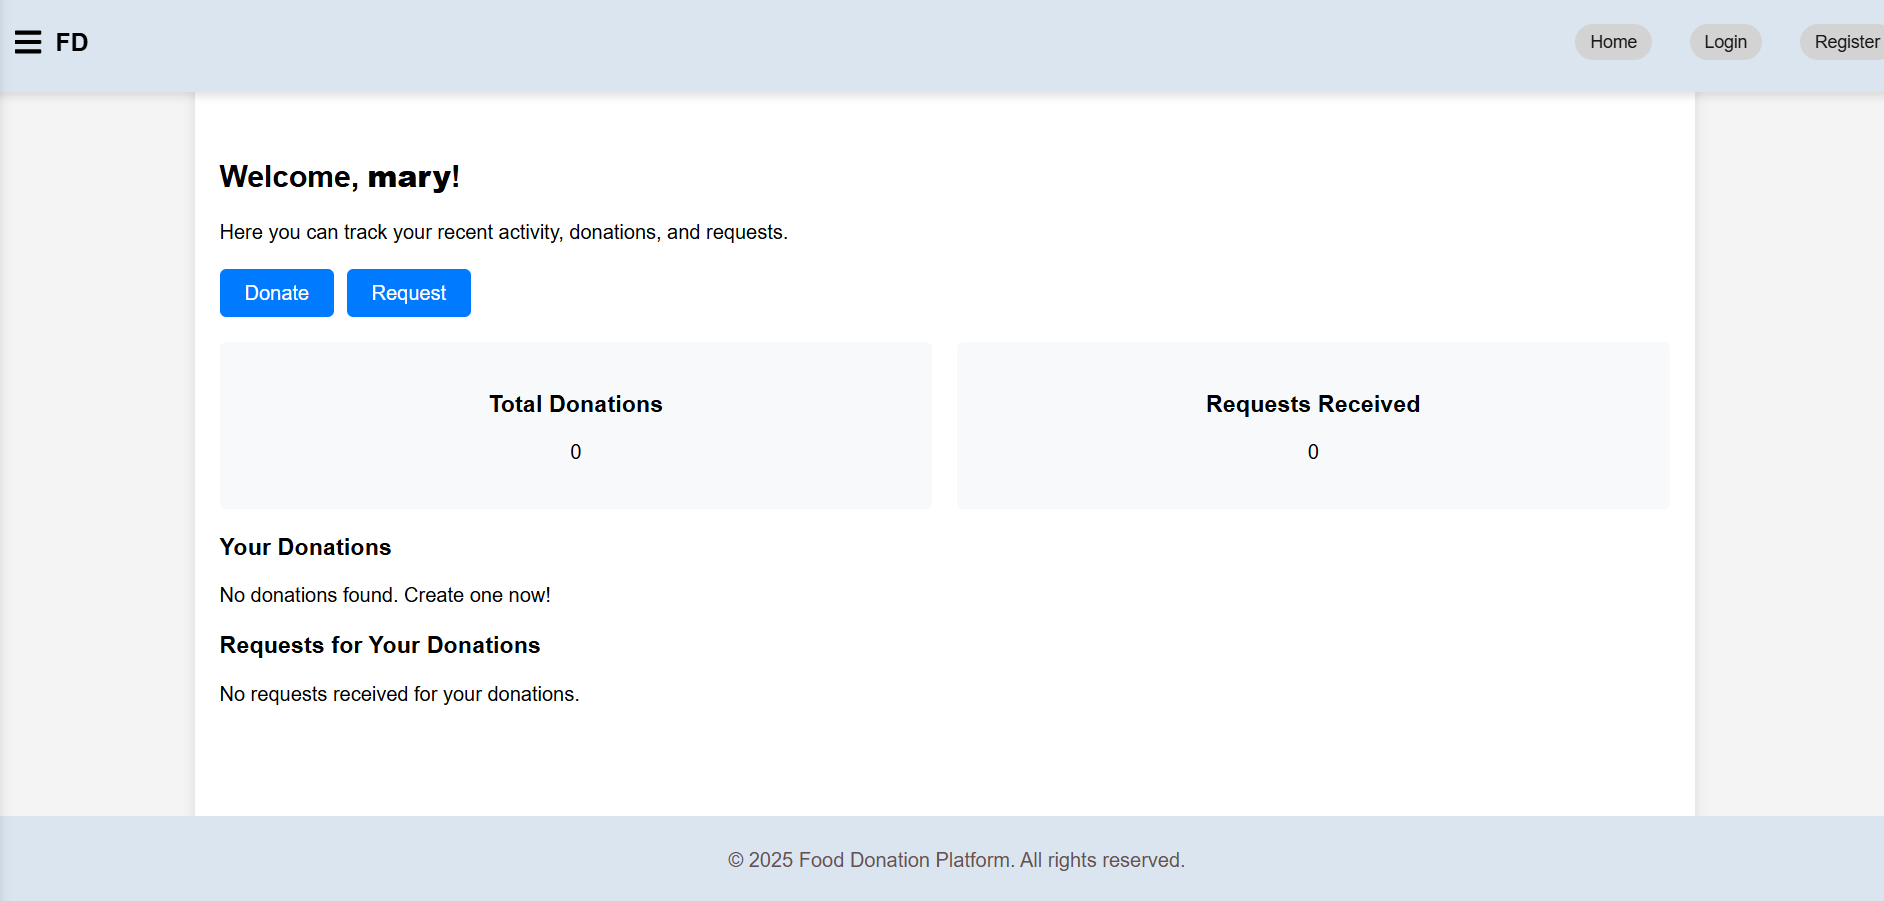 FD
Home
Login
Register
Welcome, mary!
Here you can track your recent activity, donations, and requests.
Donate
Request
Total Donations
0
Requests Received
0
Your Donations
No donations found. Create one now!
Requests for Your Donations
No requests received for your donations.
© 2025 Food Donation Platform. All rights reserved.